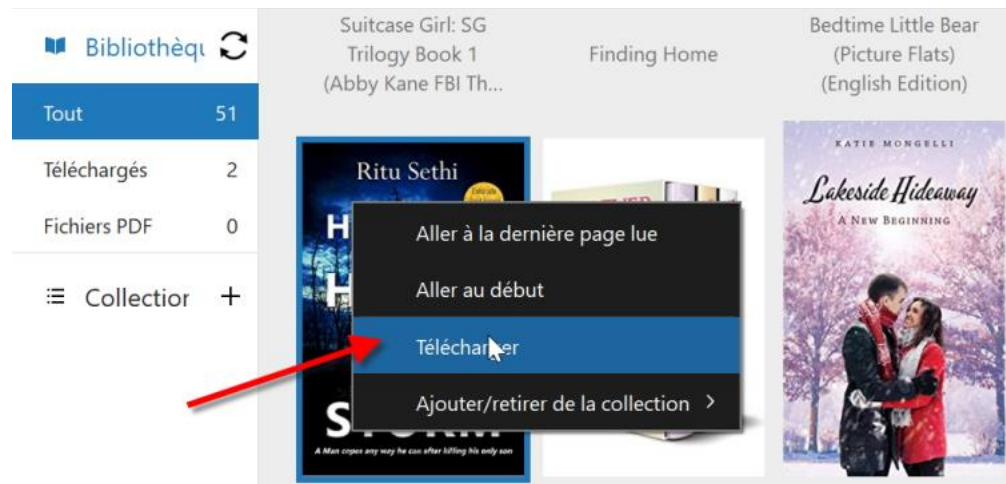 Bibliothèqu
Tout 51
Téléchargés 2
Fichiers PDF 0
Collection +
Suitcase Girl: SG
Trilogy Book 1
(Abby Kane FBI Th...
Finding Home
Bedtime Little Bear
(Picture Flats)
(English Edition)
Ritu Sethi
H
H
STORM
A Man copes any way he can after killing his only son
Aller à la dernière page lue
Aller au début
Télécharger
Ajouter/retirer de la collection >
KATIE MONGELLI
Lakeside Hideaway
A NEW BEGINNING